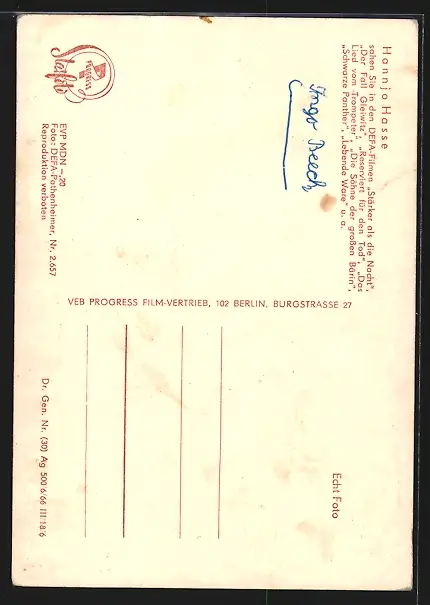 Hannjo Hasse
sahen Sie in den DEFA-Filmen „Stärker als die Nacht",
„Der Fall Gleiwitz", „Reserviert für den Tod", „Das
Lied vom Trompeter", „Die Söhne der großen Bärin",
„Schwarze Panther", „Lebende Ware" u. a.
Ingo Beech
PROGRESS
Starfoto
EVP MDN –,20
Foto: DEFA-Pathenheimer, Nr. 2.657
Reproduktion verboten
VEB PROGRESS FILM-VERTRIEB, 102 BERLIN, BURGSTRASSE 27
Echt Foto
Dr. Gen. Nr. (30) Ag 500/6/66 III/18/6